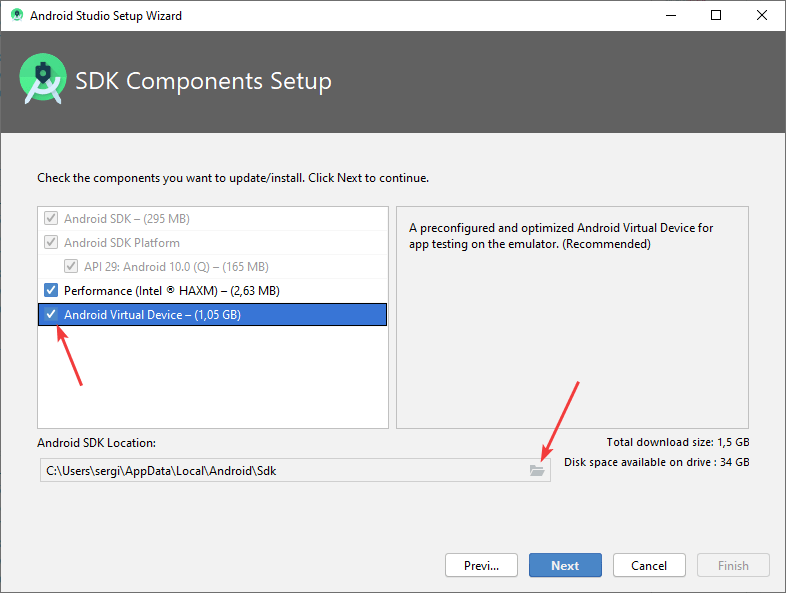 Android Studio Setup Wizard
SDK Components Setup
Check the components you want to update/install. Click Next to continue.
Android SDK – (295 MB)
Android SDK Platform
API 29: Android 10.0 (Q) – (165 MB)
Performance (Intel ® HAXM) – (2,63 MB)
Android Virtual Device – (1,05 GB)
A preconfigured and optimized Android Virtual Device for
app testing on the emulator. (Recommended)
Android SDK Location:
C:\Users\sergi\AppData\Local\Android\Sdk
Total download size: 1,5 GB
Disk space available on drive : 34 GB
Previ...
Next
Cancel
Finish